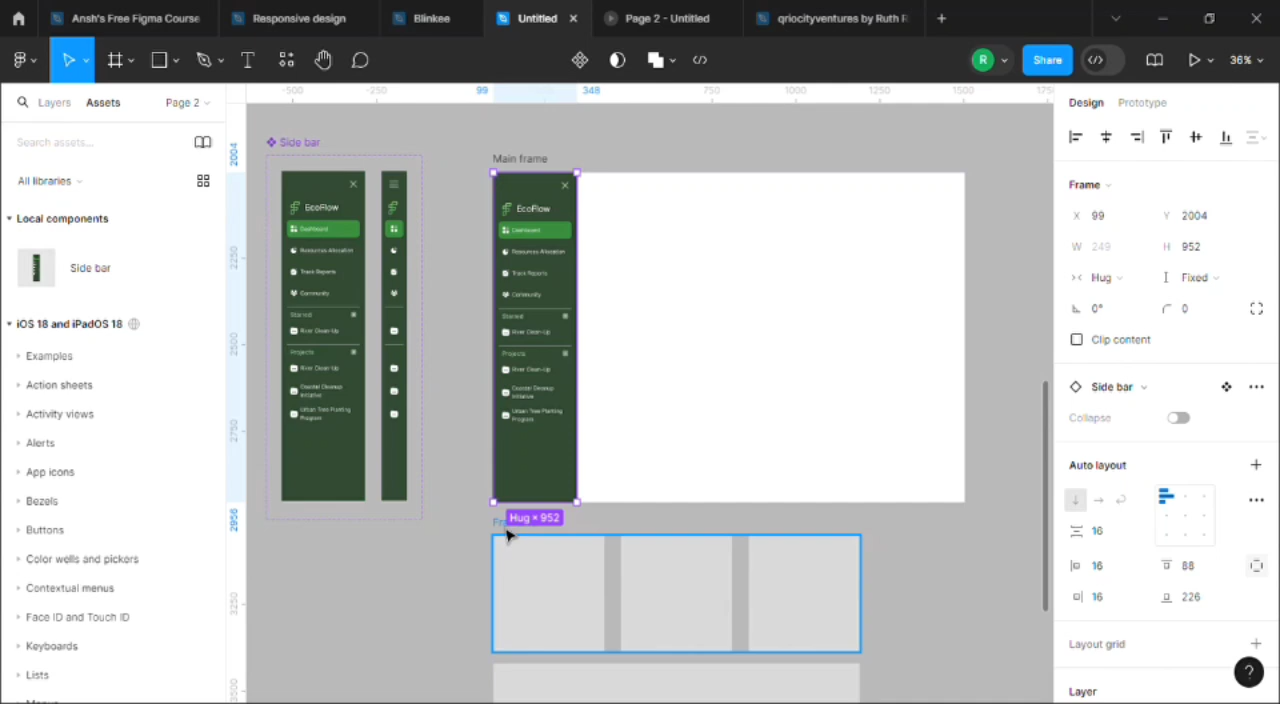 Ansh's Free Figma Course
Responsive design
Blinkee
Untitled
Page 2 - Untitled
qriocityventures by Ruth R
R
Share
36%
Layers
Assets
Page 2
Search assets...
All libraries
Local components
Side bar
iOS 18 and iPadOS 18
Examples
Action sheets
Activity views
Alerts
App icons
Bezels
Buttons
Color wells and pickers
Contextual menus
Face ID and Touch ID
Keyboards
Lists
-500
-250
99
348
750
1000
1250
1500
1750
2004
2250
2500
2750
2956
3250
3500
Side bar
EcoFlow
Dashboard
Resources Allocation
Track Reports
Community
Starred
River Clean-Up
Projects
River Clean Up
Coastal Cleanup
Initiative
Urban Tree Planting
Program
Main frame
EcoFlow
Dashboard
Resources Allocation
Track Reports
Community
Starred
River Clean-Up
Projects
River Clean-Up
Coastal Cleanup
Initiative
Urban Tree Planting
Program
Hug × 952
Design
Prototype
Frame
X 99
Y 2004
W 249
H 952
Hug
Fixed
0°
0
Clip content
Side bar
Collapse
Auto layout
16
16
88
16
226
Layout grid
Layer
?